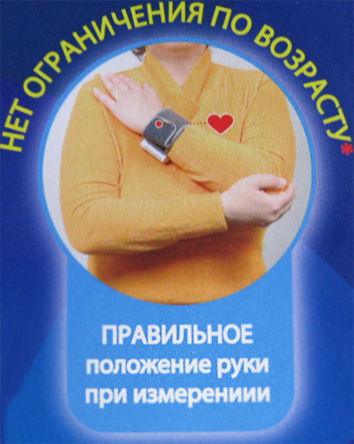 НЕТ ОГРАНИЧЕНИЯ ПО ВОЗРАСТУ*
ПРАВИЛЬНОЕ
положение руки
при измерениии